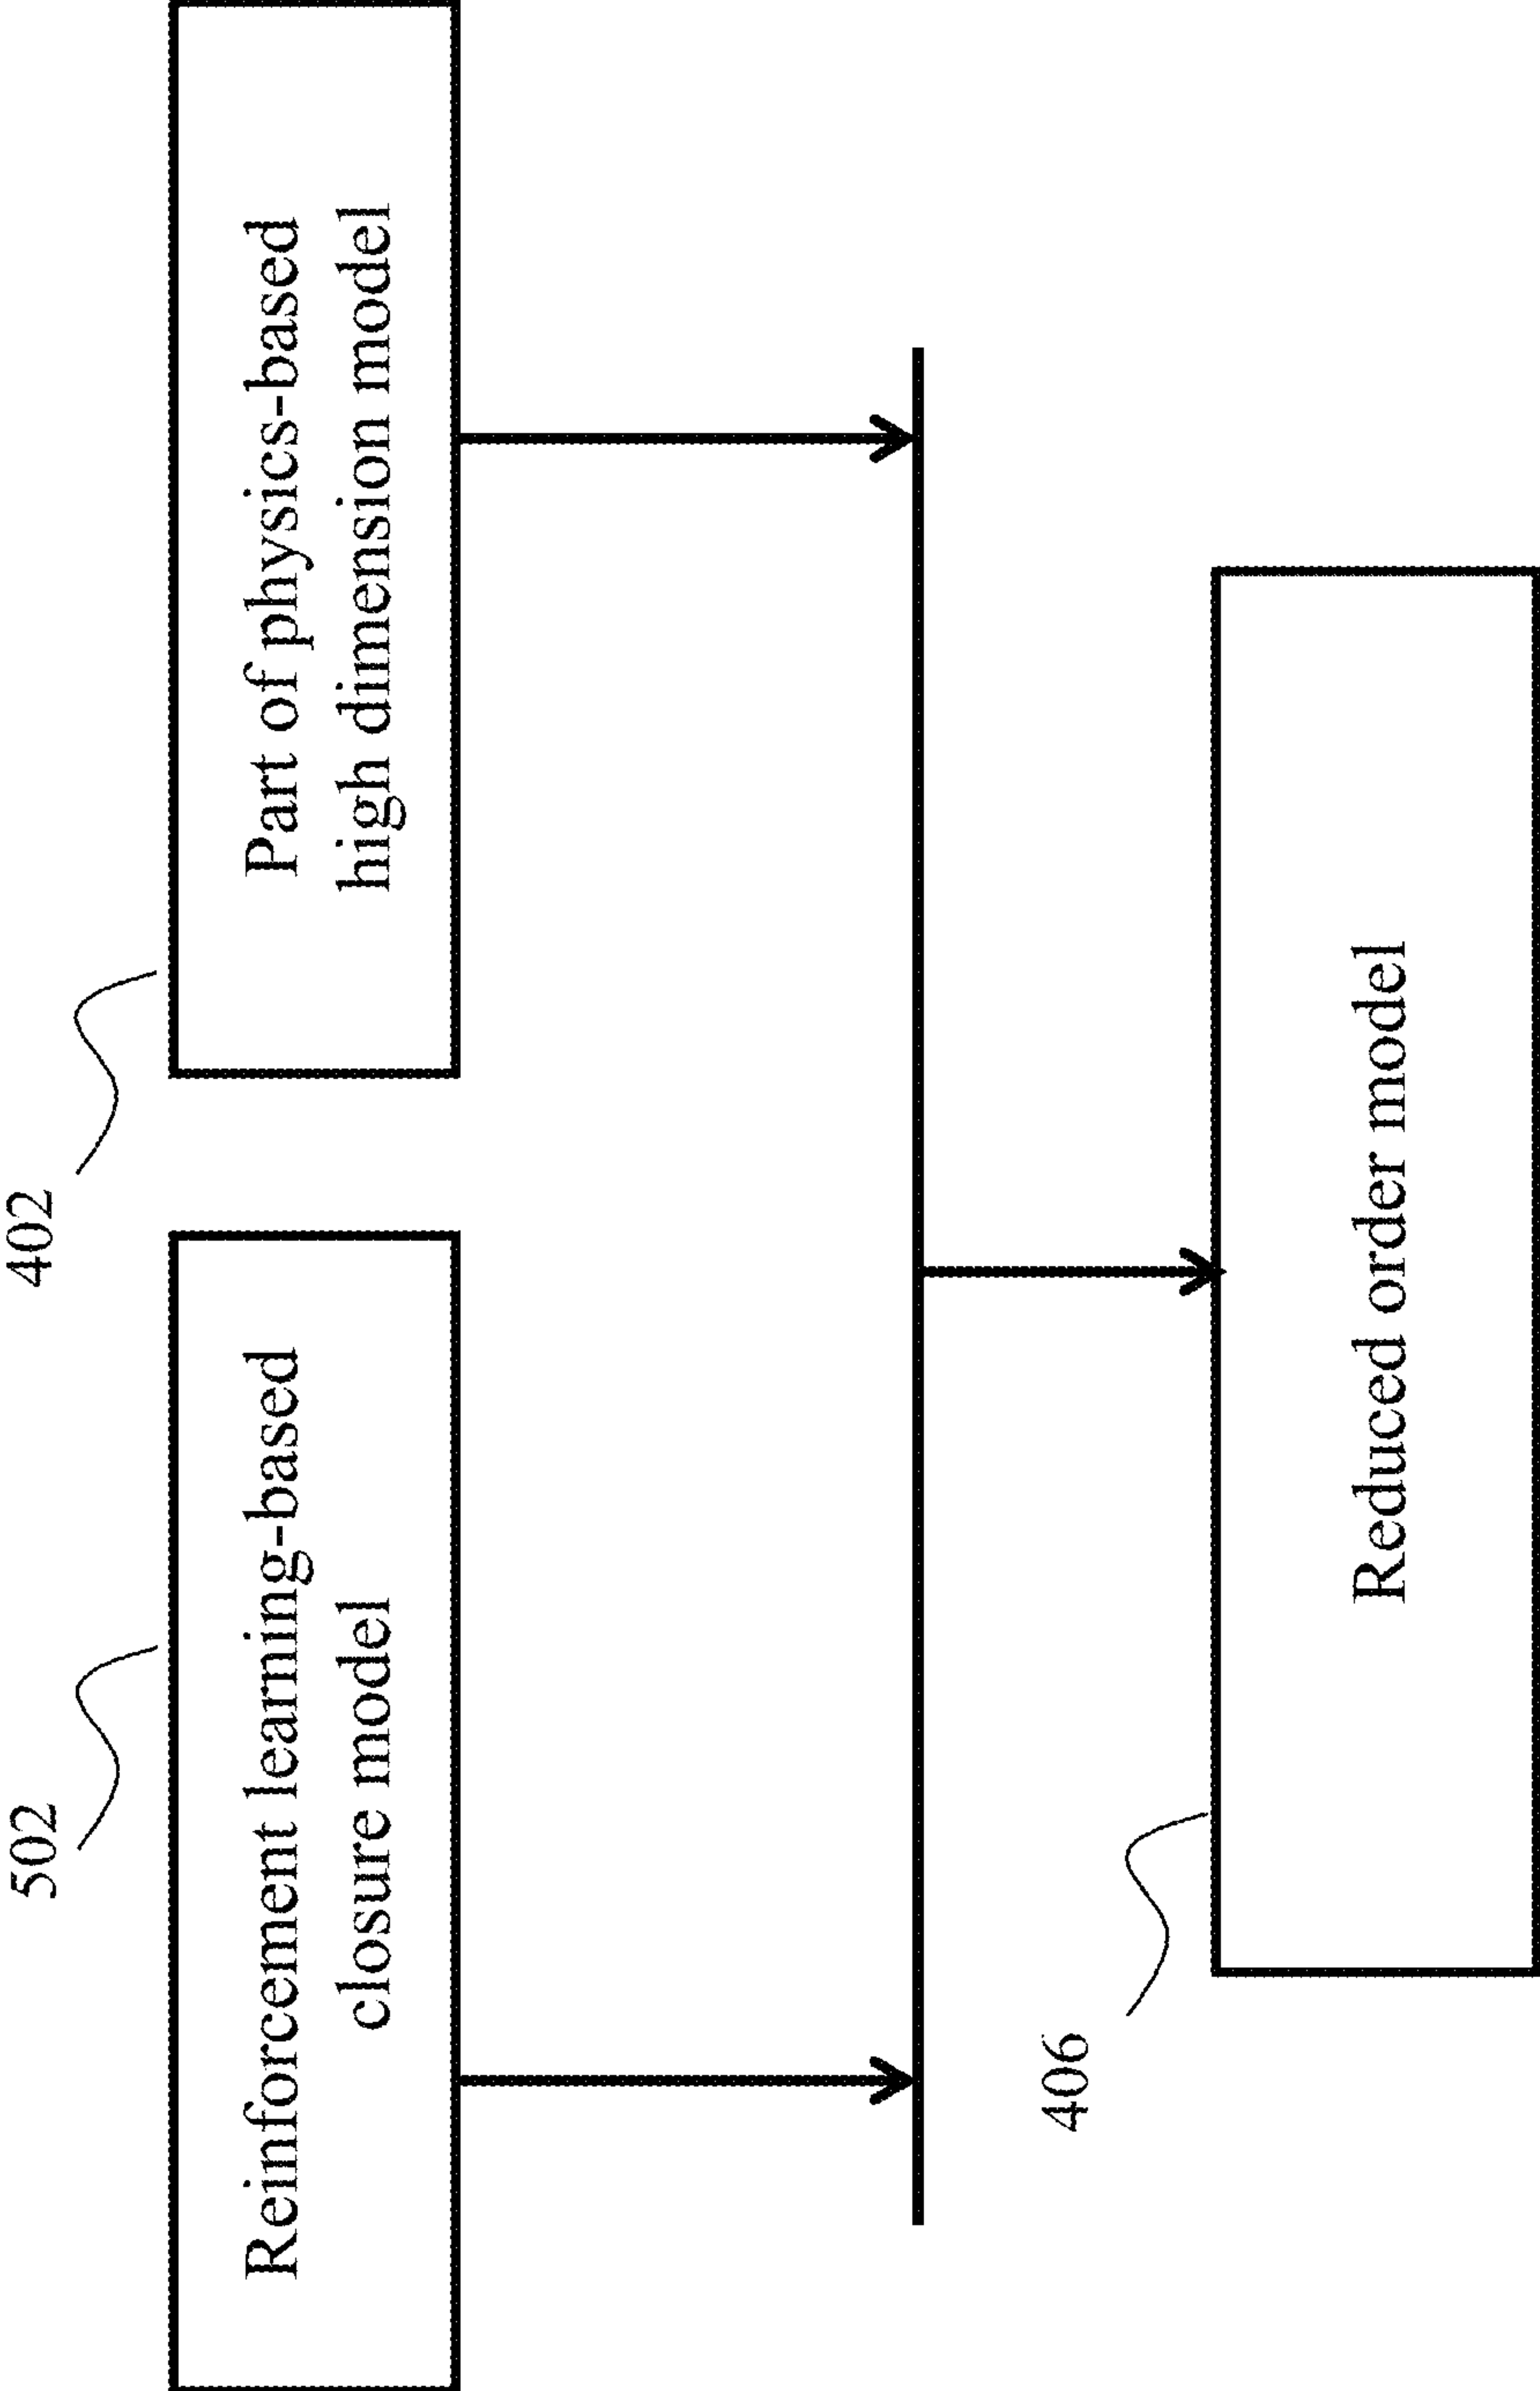 502
Reinforcement learning-based
closure model
402
Part of physics-based
high dimension model
406
Reduced order model